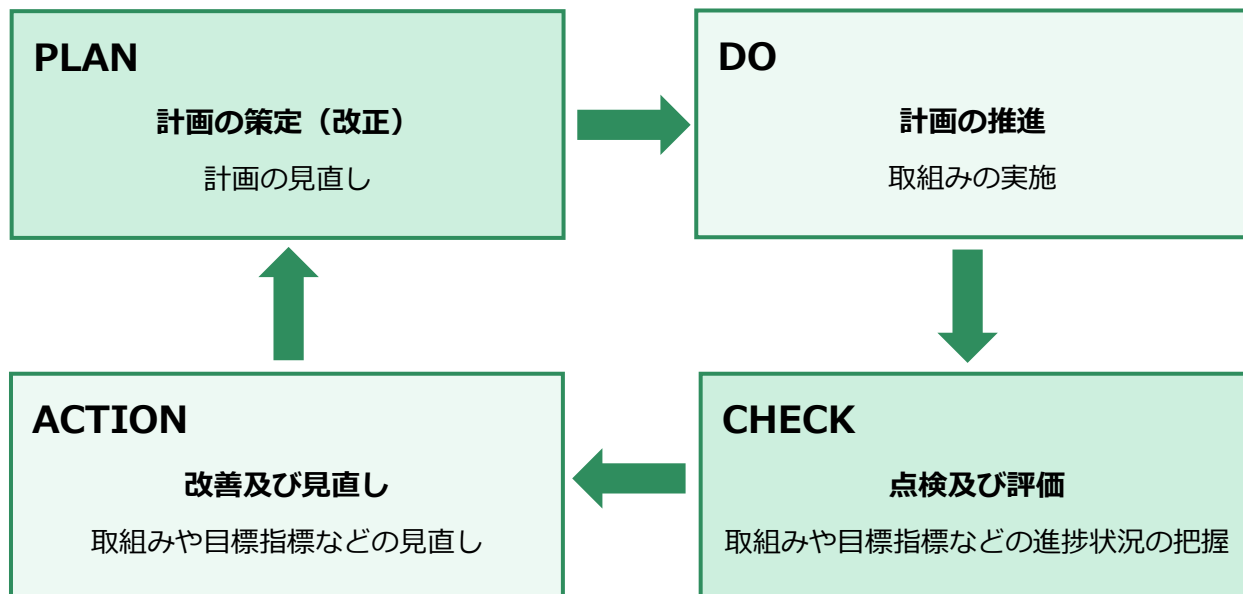 PLAN
計画の策定（改正）
計画の見直し
DO
計画の推進
取組みの実施
ACTION
改善及び見直し
取組みや目標指標などの見直し
CHECK
点検及び評価
取組みや目標指標などの進捗状況の把握